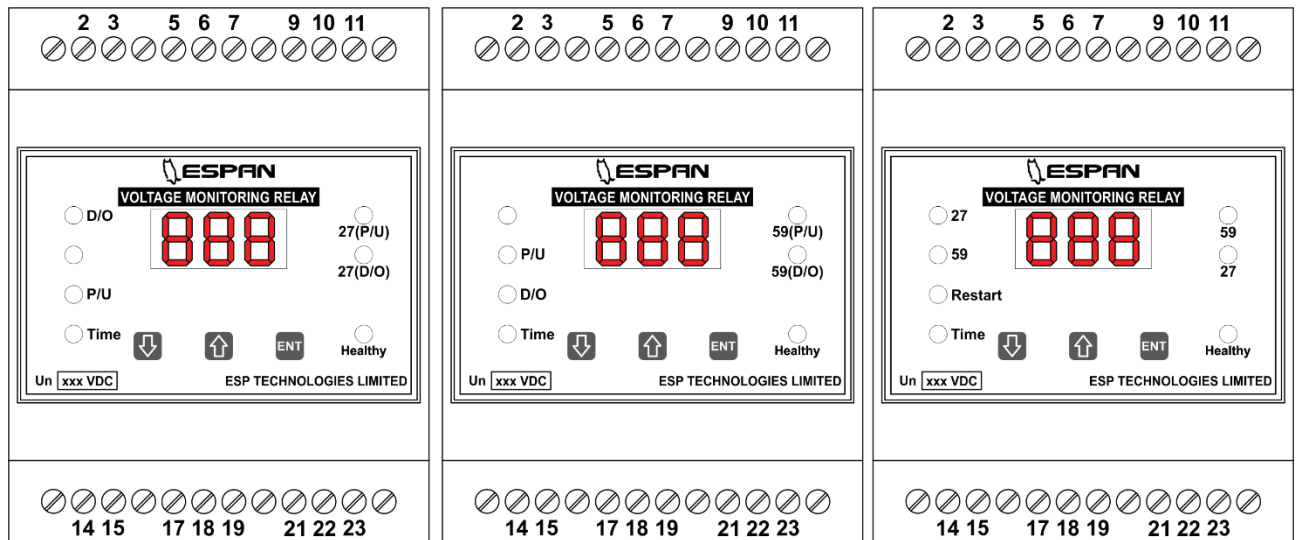 2 3 5 6 7 9 10 11
ESPAN
VOLTAGE MONITORING RELAY
D/O
888
27(P/U)
27(D/O)
P/U
Time
ENT
Healthy
Un xxx VDC
ESP TECHNOLOGIES LIMITED
14 15 17 18 19 21 22 23
2 3 5 6 7 9 10 11
ESPAN
VOLTAGE MONITORING RELAY
888
59(P/U)
P/U
59(D/O)
D/O
Time
ENT
Healthy
Un xxx VDC
ESP TECHNOLOGIES LIMITED
14 15 17 18 19 21 22 23
2 3 5 6 7 9 10 11
ESPAN
VOLTAGE MONITORING RELAY
27
888
59
59
27
Restart
Time
ENT
Healthy
Un xxx VDC
ESP TECHNOLOGIES LIMITED
14 15 17 18 19 21 22 23